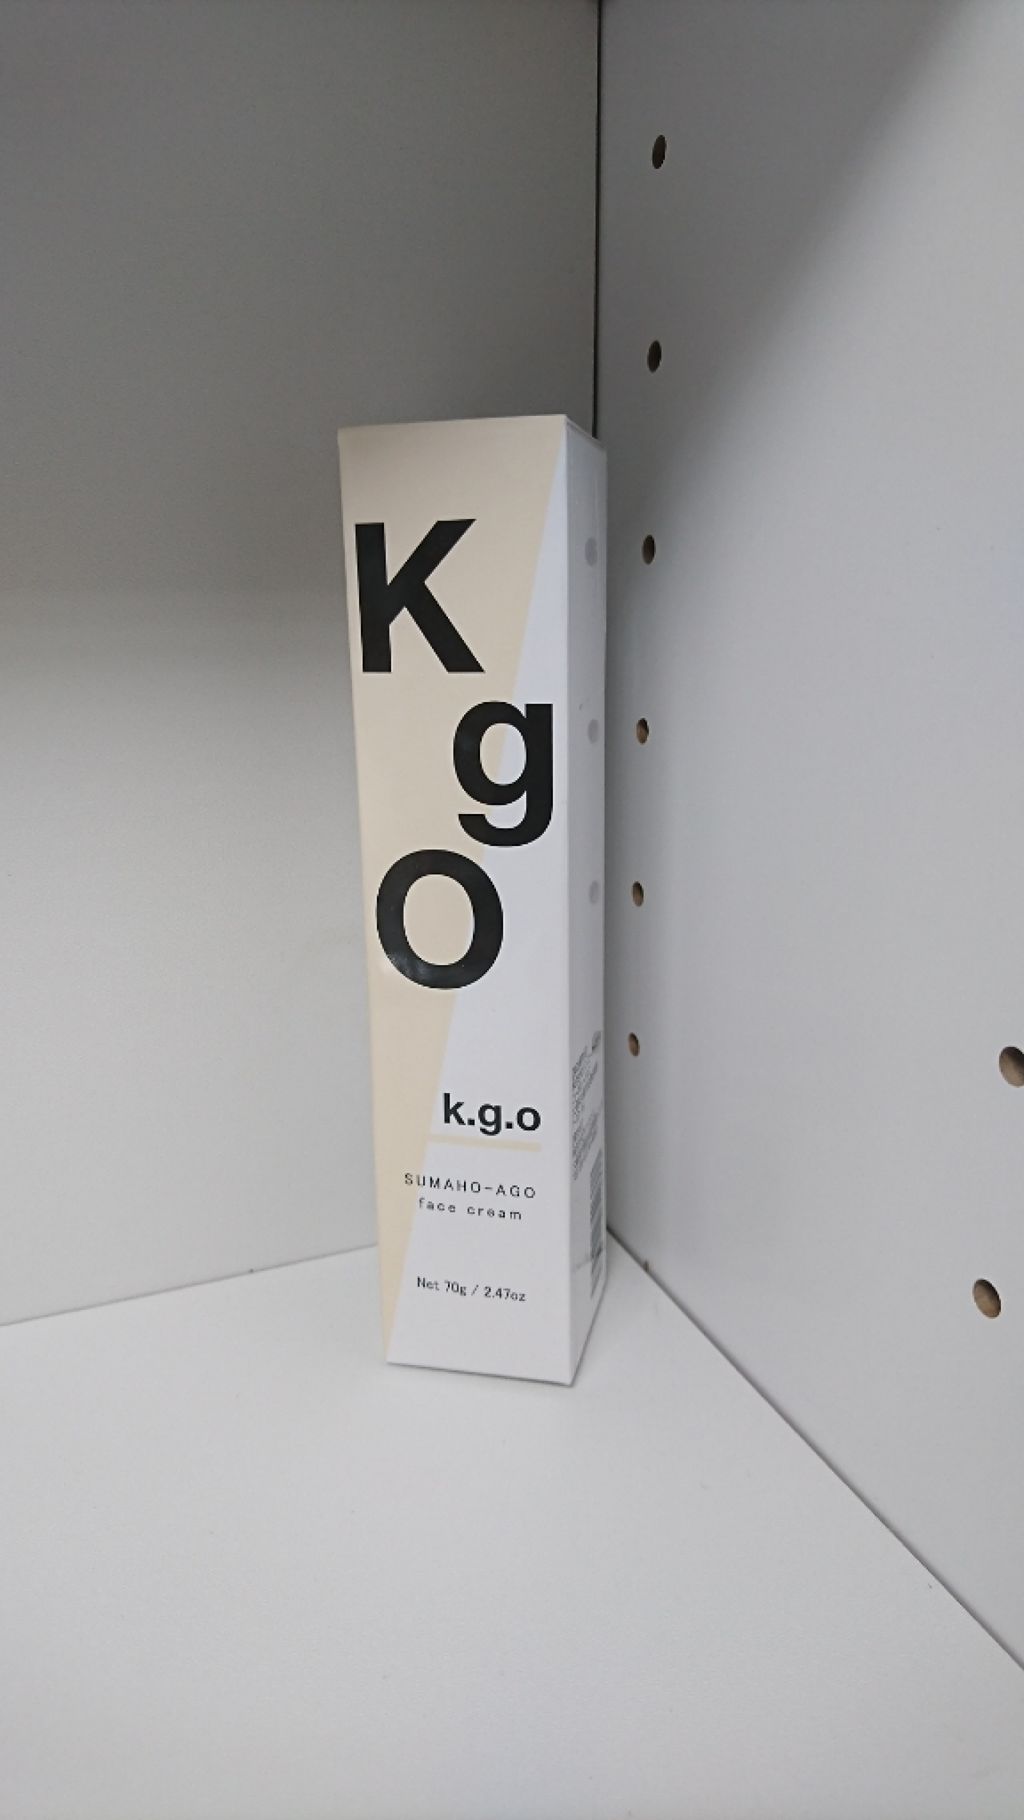 K
g
O
k.g.o
SUMAHO-AGO
face cream
Net 70g / 2.47oz